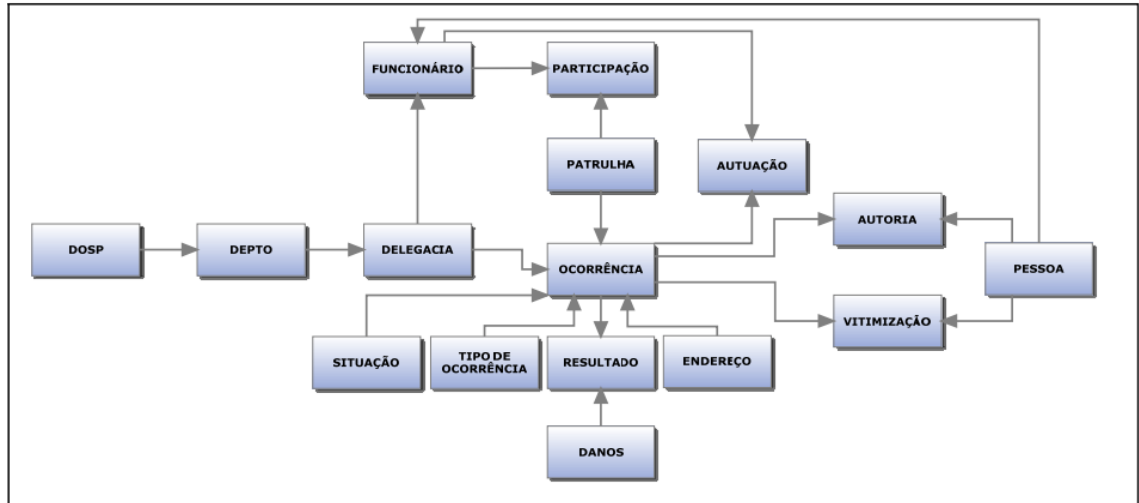 FUNCIONÁRIO
PARTICIPAÇÃO
PATRULHA
AUTUAÇÃO
AUTORIA
DOSP
DEPTO
DELEGACIA
OCORRÊNCIA
PESSOA
VITIMIZAÇÃO
SITUAÇÃO
TIPO DE
OCORRÊNCIA
RESULTADO
ENDEREÇO
DANOS